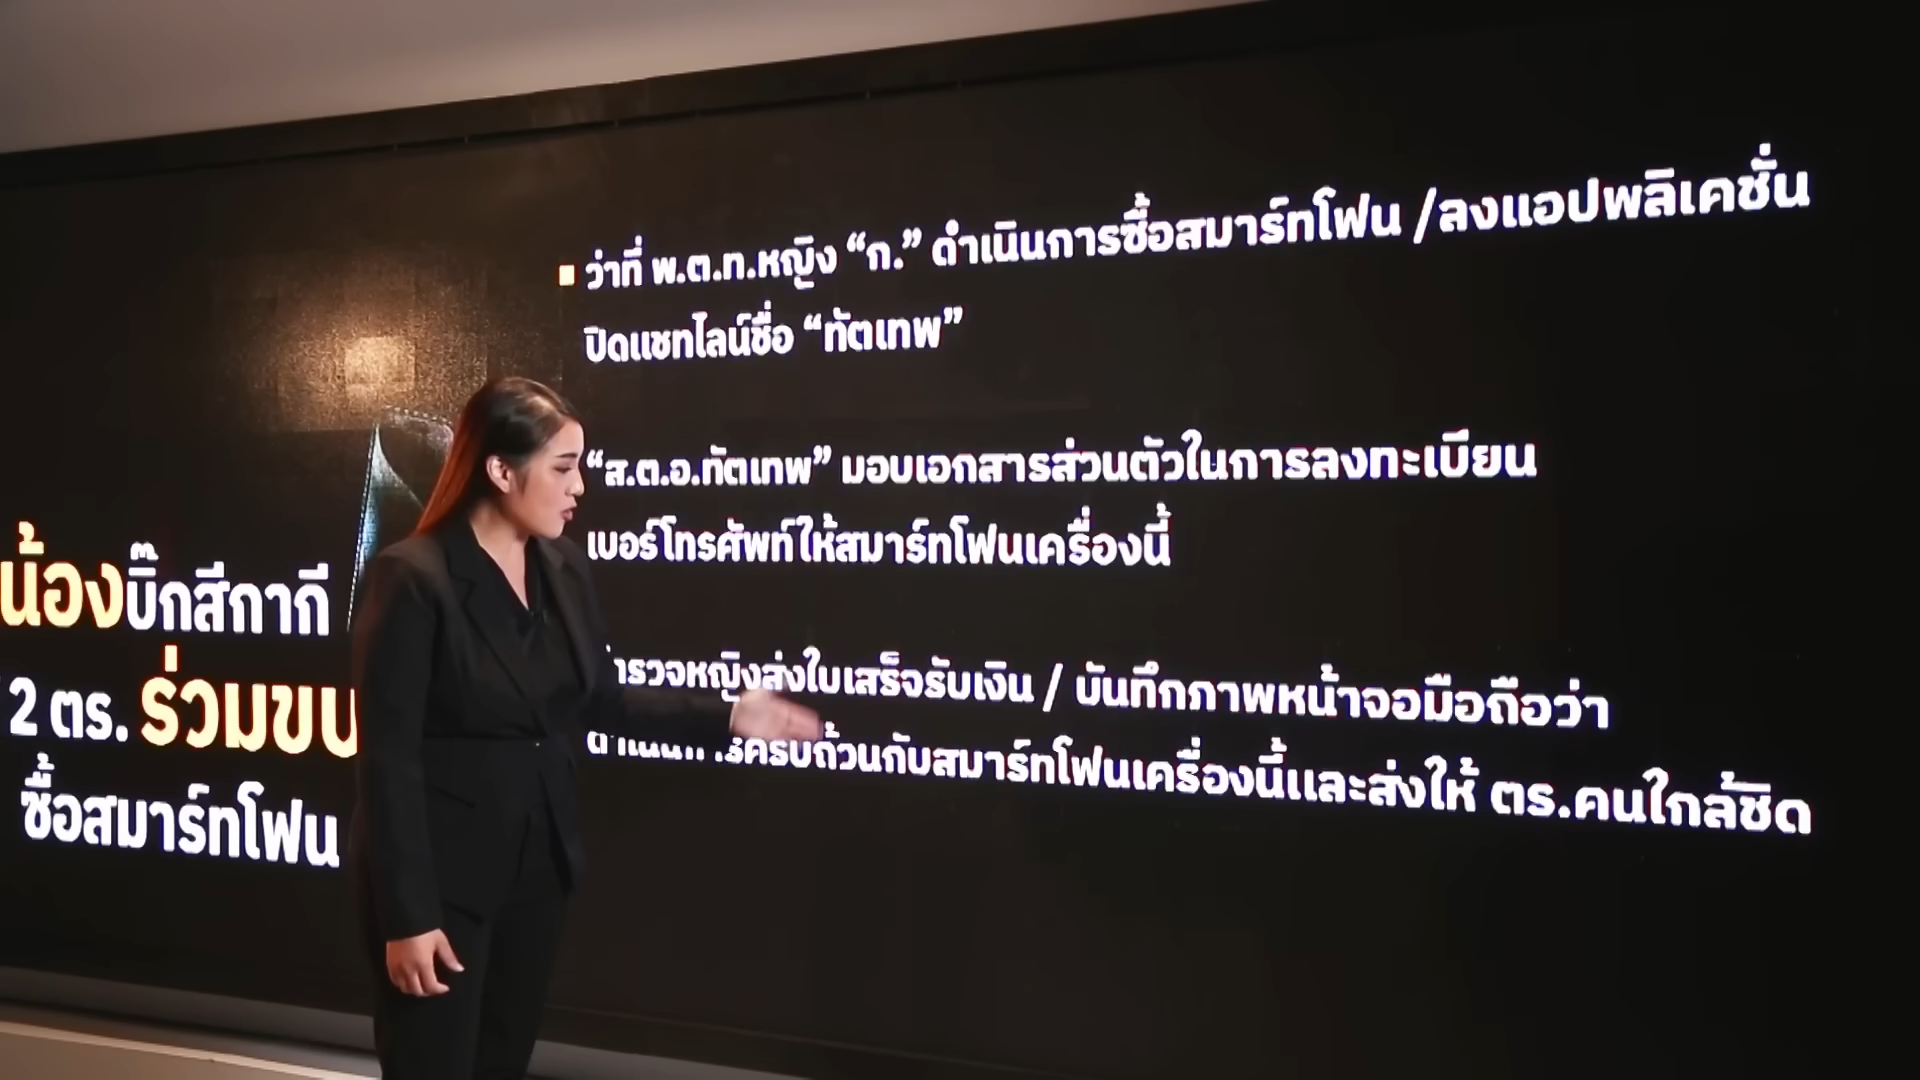 น้องบิ๊กสีกากี
2 ตร. ร่วมขบ
ซื้อสมาร์ทโฟน
ว่าที่ พ.ต.ท.หญิง “ก.” ดำเนินการซื้อสมาร์ทโฟน /ลงแอปพลิเคชั่น
ปิดแชทไลน์ชื่อ “ทัตเทพ”
“ส.ต.อ.ทัตเทพ” มอบเอกสารส่วนตัวในการลงทะเบียน
เบอร์โทรศัพท์ให้สมาร์ทโฟนเครื่องนี้
ำรวจหญิงส่งใบเสร็จรับเงิน / บันทึกภาพหน้าจอมือถือว่า
ครบถ้วนกับสมาร์ทโฟนเครื่องนี้และส่งให้ ตร.คนใกล้ชิด